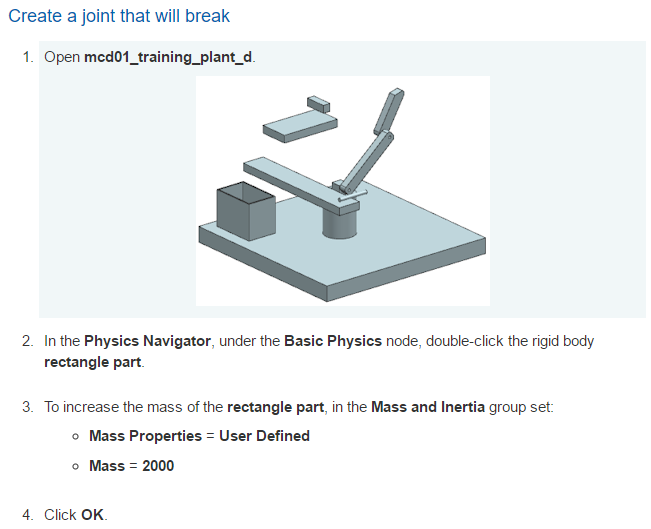 Create a joint that will break
1. Open mcd01_training_plant_d.
2. In the Physics Navigator, under the Basic Physics node, double-click the rigid body
rectangle part.
3. To increase the mass of the rectangle part, in the Mass and Inertia group set:
○ Mass Properties = User Defined
○ Mass = 2000
4. Click OK.